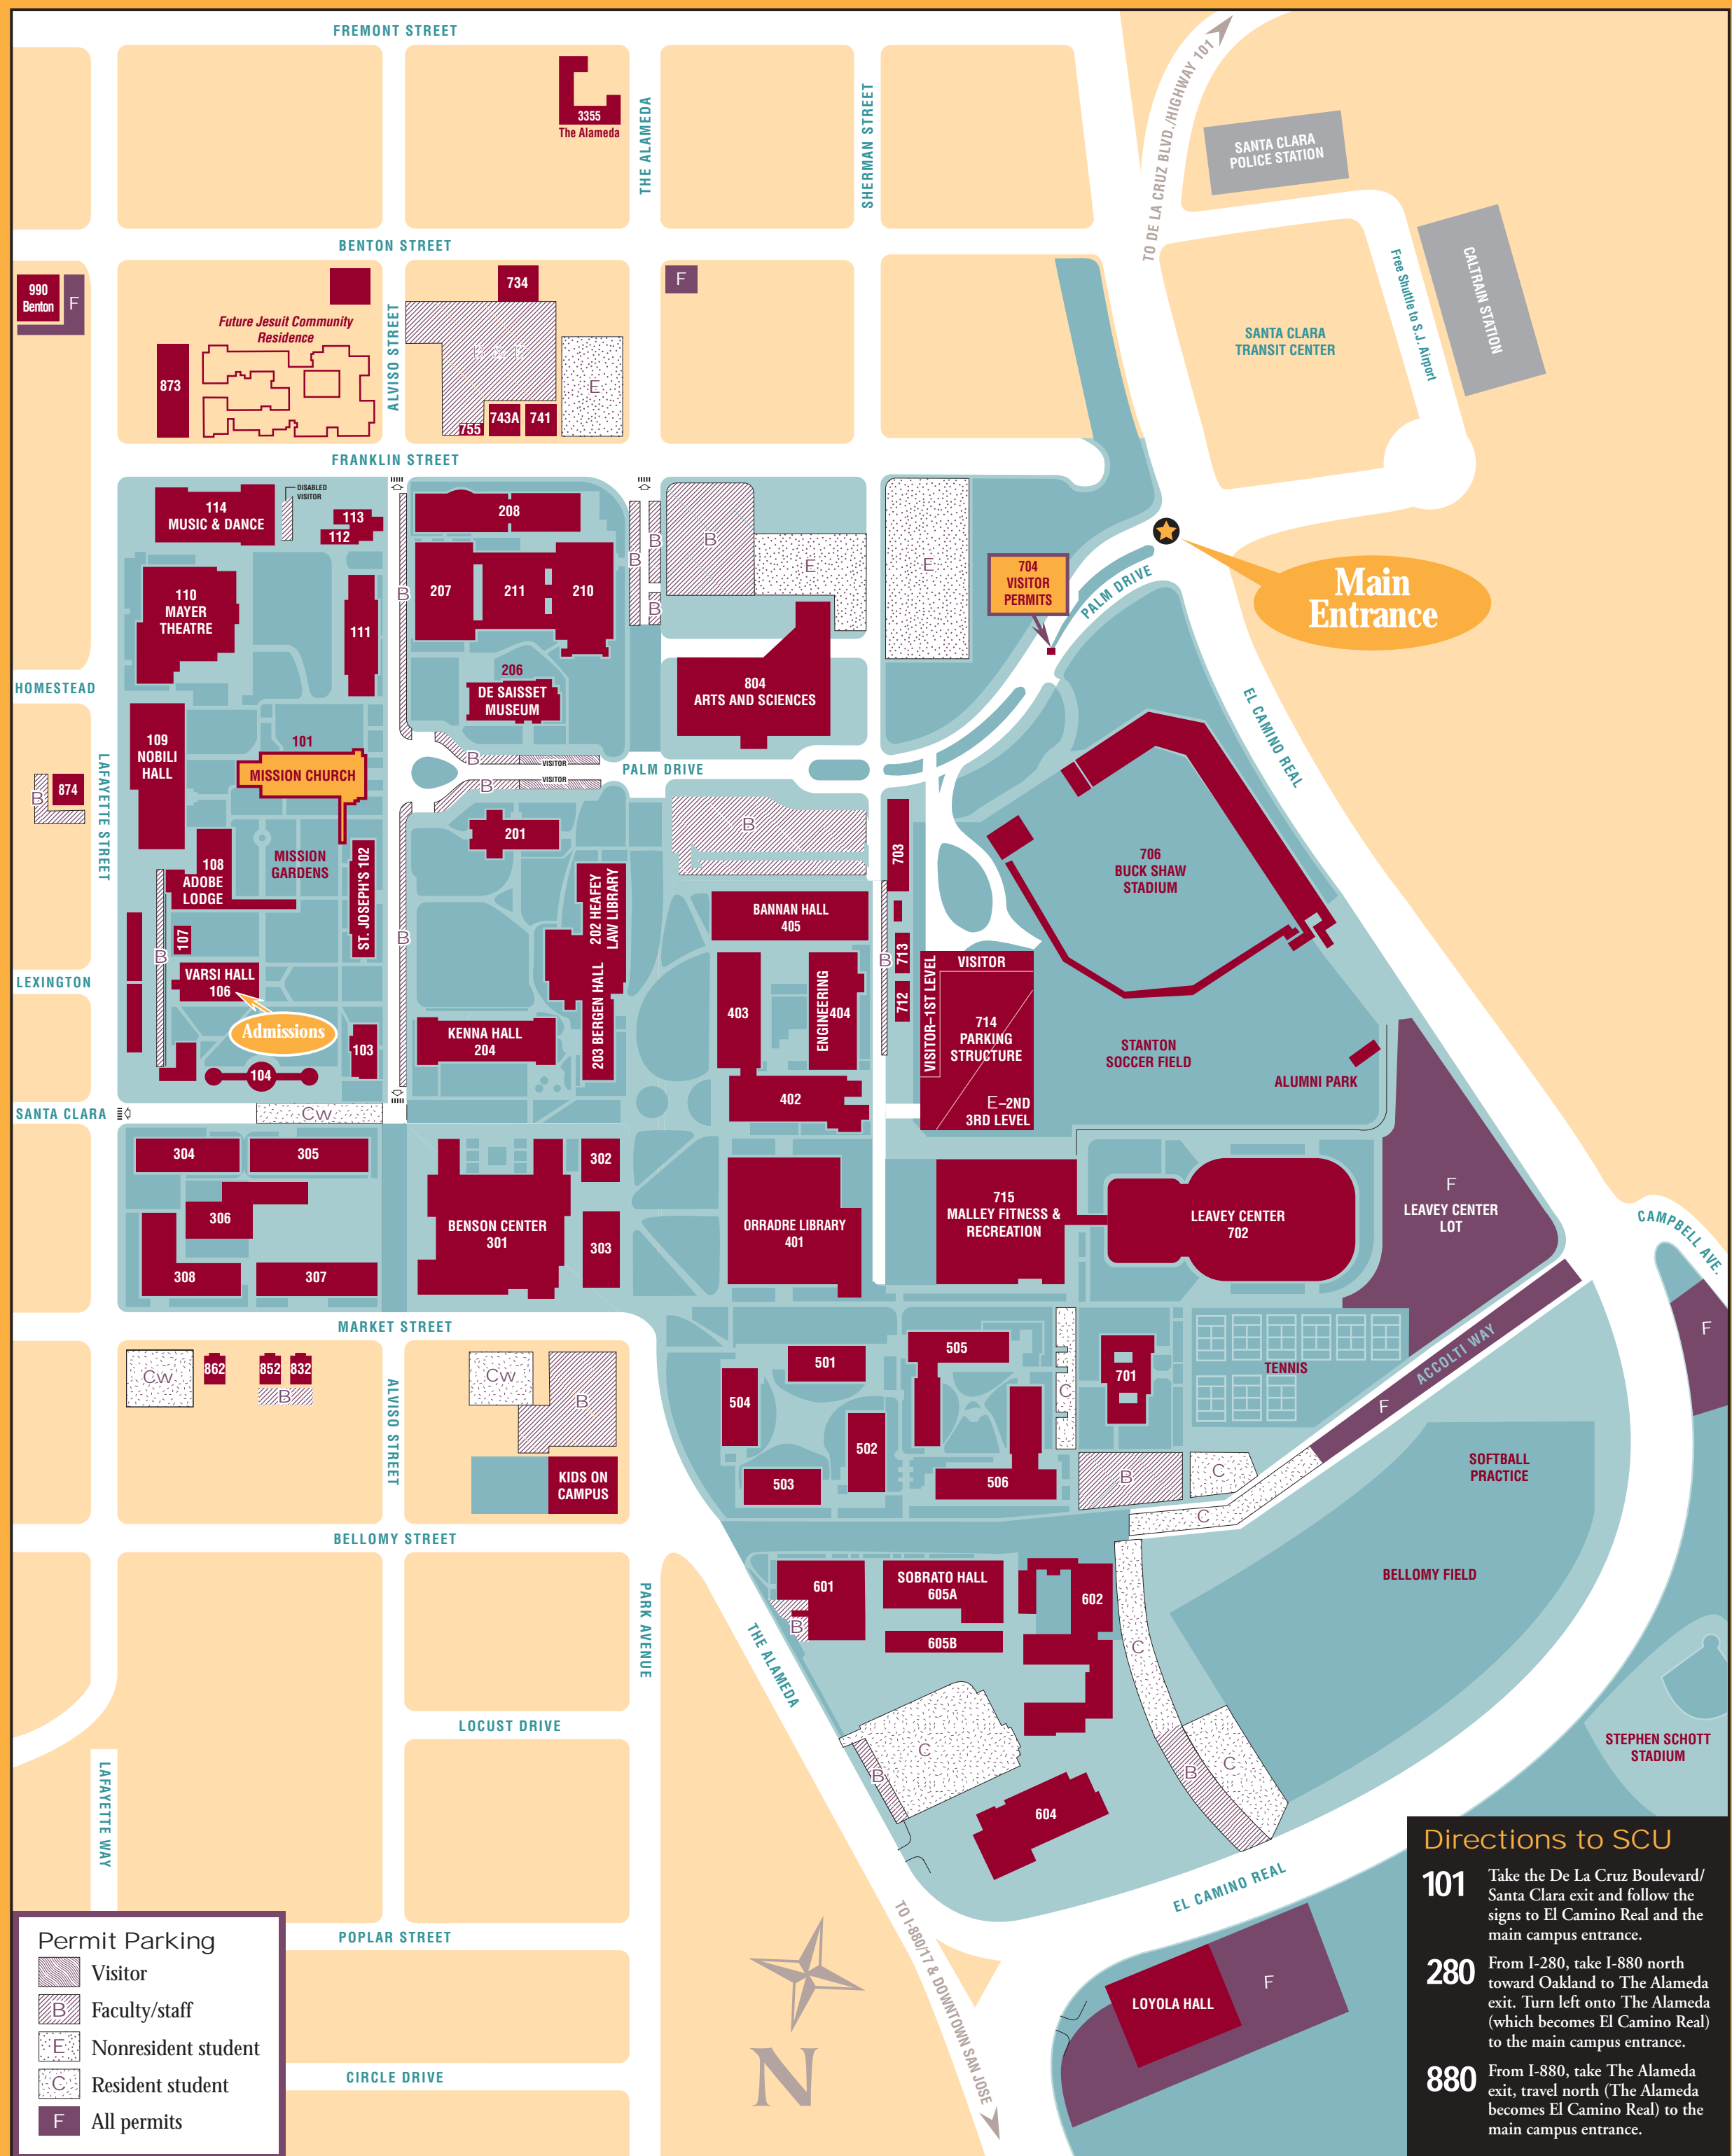 FREMONT STREET
3355
The Alameda
THE ALAMEDA
SHERMAN STREET
TO DE LA CRUZ BLVD./HIGHWAY 101
SANTA CLARA
POLICE STATION
CALTRAIN STATION
Free Shuttle to S.J. Airport
SANTA CLARA
TRANSIT CENTER
BENTON STREET
990
Benton
F
734
F
Future Jesuit Community
Residence
873
ALVISO STREET
E
755
743A
741
FRANKLIN STREET
114
MUSIC & DANCE
DISABLED
VISITOR
113
112
208
B
B
B
B
E
E
B
110
MAYER
THEATRE
111
207
211
210
B
704
VISITOR
PERMITS
PALM DRIVE
Main
Entrance
HOMESTEAD
206
DE SAISSET
MUSEUM
804
ARTS AND SCIENCES
EL CAMINO REAL
109
NOBILI
HALL
101
MISSION CHURCH
B
VISITOR
VISITOR
B
PALM DRIVE
LAFAYETTE STREET
874
B
201
B
703
706
BUCK SHAW
STADIUM
108
ADOBE
LODGE
MISSION
GARDENS
ST. JOSEPH'S 102
202 HEAFEY
LAW LIBRARY
BANNAN HALL
405
107
B
B
B
713
712
LEXINGTON
VARSI HALL
106
Admissions
103
104
KENNA HALL
204
203 BERGEN HALL
403
ENGINEERING
404
402
VISITOR
VISITOR–1ST LEVEL
714
PARKING
STRUCTURE
E–2ND
3RD LEVEL
STANTON
SOCCER FIELD
ALUMNI PARK
SANTA CLARA
Cw
304
305
306
308
307
BENSON CENTER
301
302
303
ORRADRE LIBRARY
401
715
MALLEY FITNESS &
RECREATION
LEAVEY CENTER
702
F
LEAVEY CENTER
LOT
CAMPBELL AVE.
F
MARKET STREET
Cw
862
852
832
B
ALVISO STREET
Cw
B
KIDS ON
CAMPUS
501
505
504
502
503
506
C
701
TENNIS
ACCOLTI WAY
F
B
C
C
SOFTBALL
PRACTICE
BELLOMY FIELD
BELLOMY STREET
PARK AVENUE
THE ALAMEDA
601
B
SOBRATO HALL
605A
605B
602
C
LOCUST DRIVE
C
B
B
C
604
STEPHEN SCHOTT
STADIUM
LAFAYETTE WAY
EL CAMINO REAL
POPLAR STREET
TO I-880/17 & DOWNTOWN SAN JOSE
N
LOYOLA HALL
F
CIRCLE DRIVE
Permit Parking
Visitor
B
Faculty/staff
E
Nonresident student
C
Resident student
F
All permits
Directions to SCU
101
Take the De La Cruz Boulevard/
Santa Clara exit and follow the
signs to El Camino Real and the
main campus entrance.
280
From I-280, take I-880 north
toward Oakland to The Alameda
exit. Turn left onto The Alameda
(which becomes El Camino Real)
to the main campus entrance.
880
From I-880, take The Alameda
exit, travel north (The Alameda
becomes El Camino Real) to the
main campus entrance.